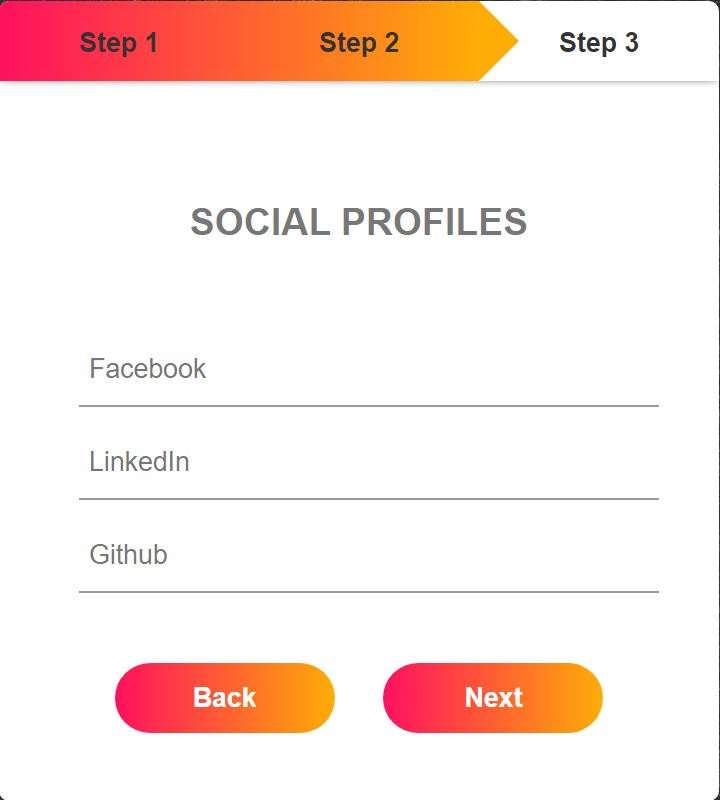 Step 1 Step 2 Step 3
SOCIAL PROFILES
Facebook
LinkedIn
Github
Back Next